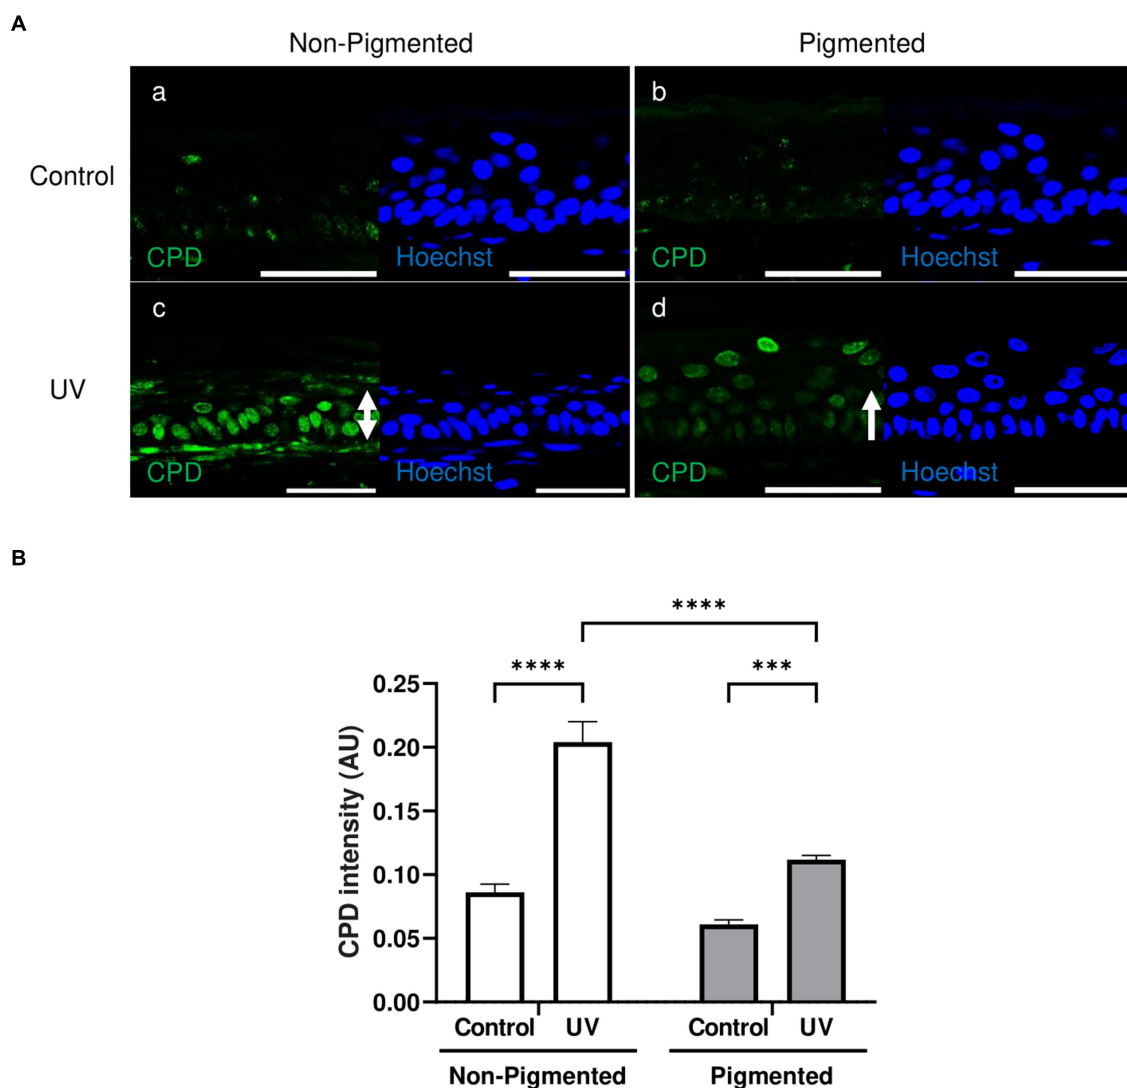 A
Non-Pigmented Pigmented
a b
Control
CPD Hoechst CPD Hoechst
c d
UV
CPD Hoechst CPD Hoechst
B
****
**** ***
0.25
0.20
0.15
0.10
0.05
0.00
CPD intensity (AU)
Control UV Control UV
Non-Pigmented Pigmented